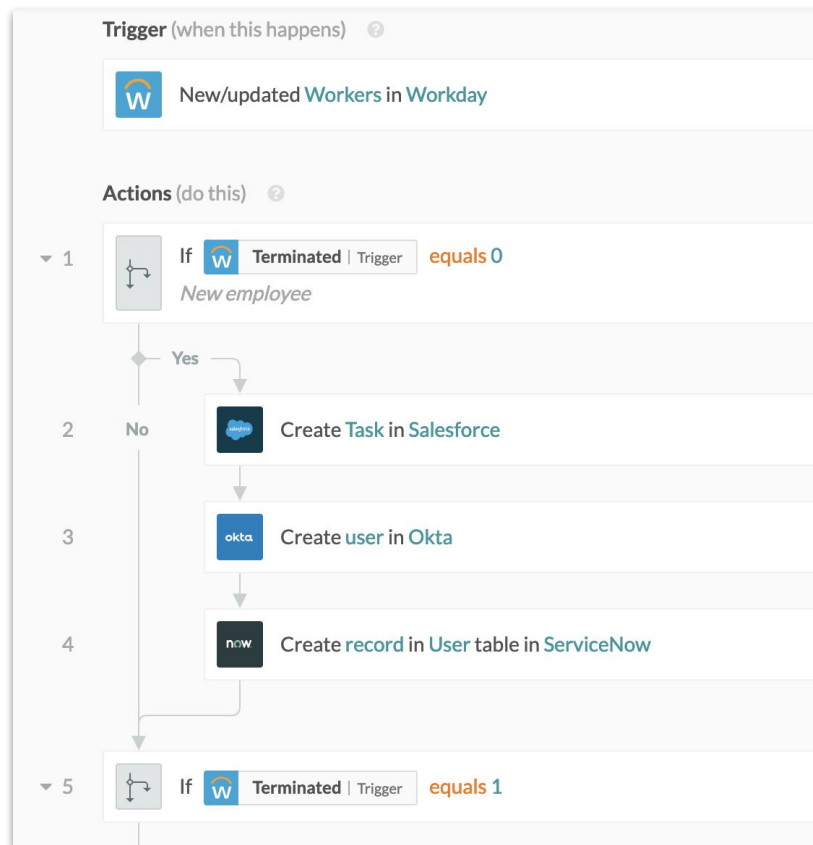 Trigger (when this happens) ?
W New/updated Workers in Workday
Actions (do this) ?
1 If W Terminated | Trigger equals 0
New employee
Yes
2 No salesforce Create Task in Salesforce
3 okta Create user in Okta
4 now Create record in User table in ServiceNow
5 If W Terminated | Trigger equals 1